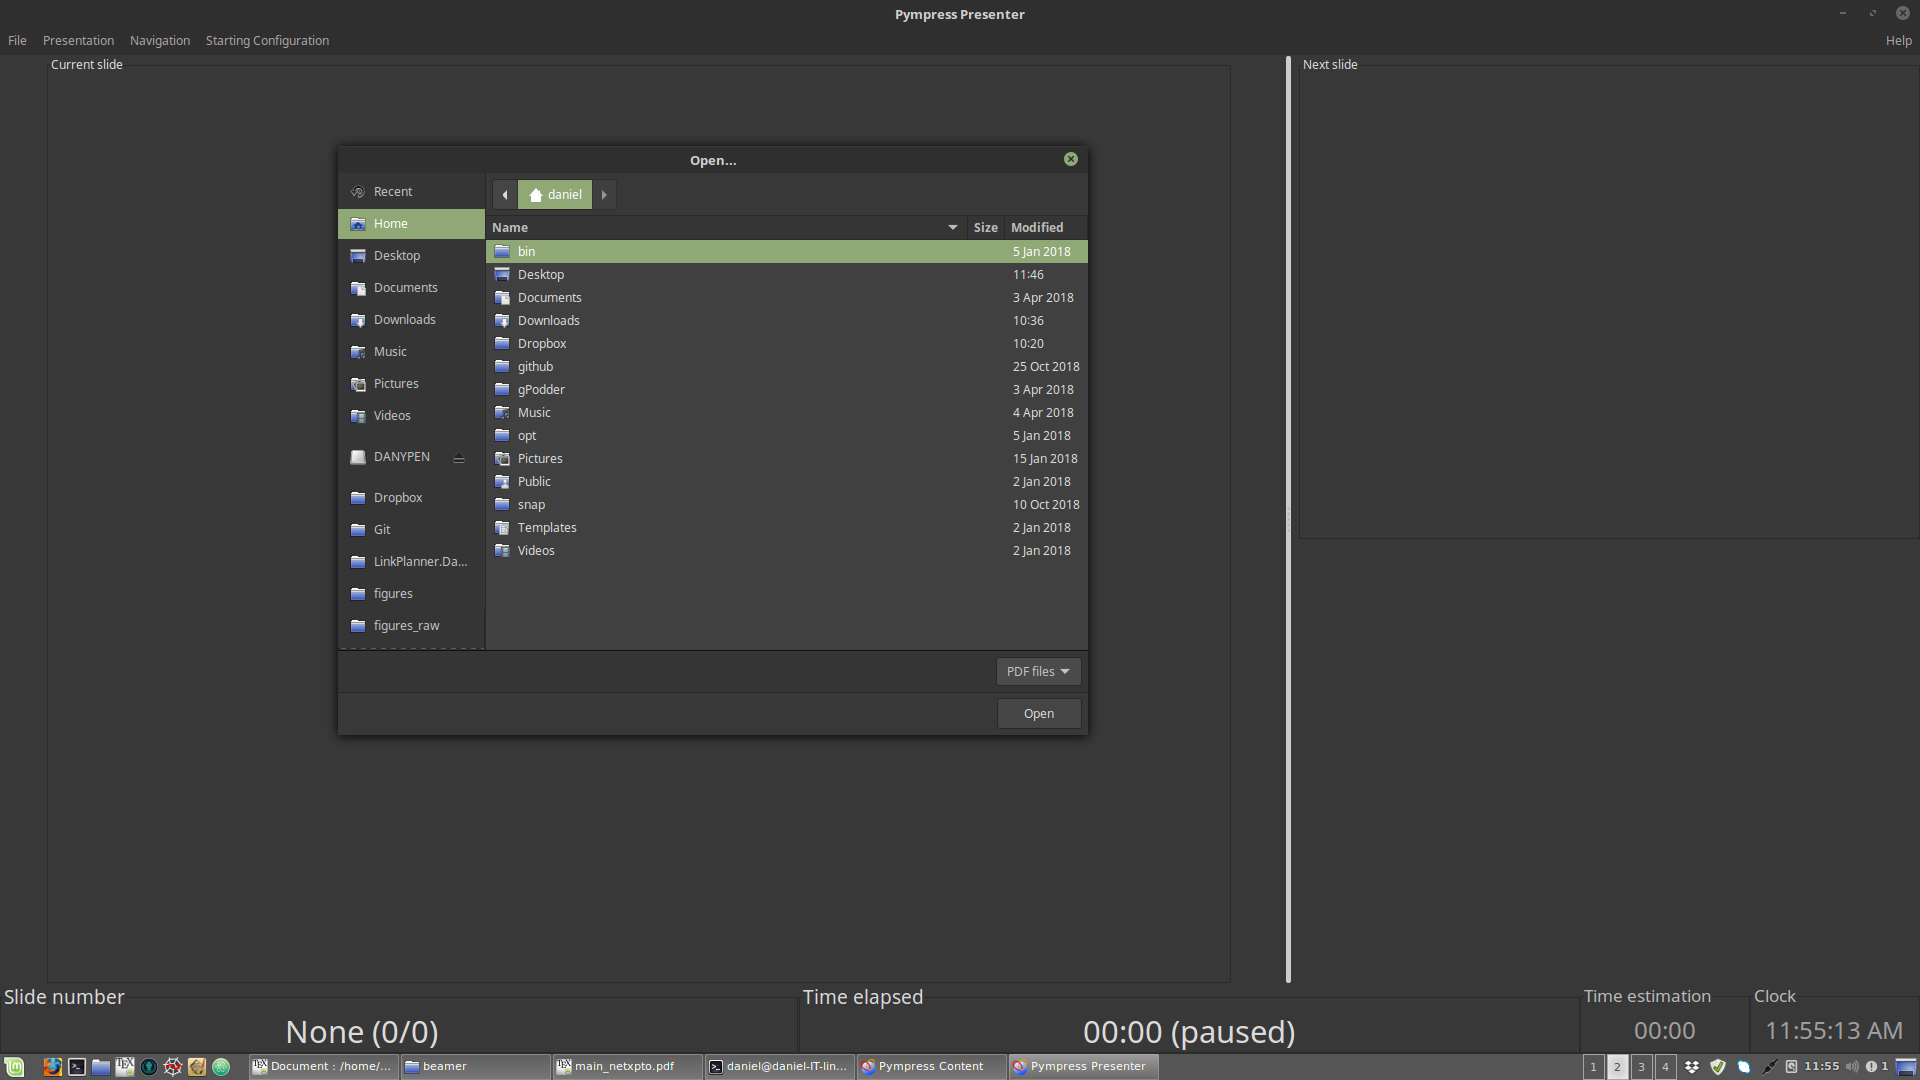 Pympress Presenter
File Presentation Navigation Starting Configuration Help
Current slide
Next slide
Open...
Recent
Home
Desktop
Documents
Downloads
Music
Pictures
Videos
DANYPEN
Dropbox
Git
LinkPlanner.Da...
figures
figures_raw
daniel
Name Size Modified
bin 5 Jan 2018
Desktop 11:46
Documents 3 Apr 2018
Downloads 10:36
Dropbox 10:20
github 25 Oct 2018
gPodder 3 Apr 2018
Music 4 Apr 2018
opt 5 Jan 2018
Pictures 15 Jan 2018
Public 2 Jan 2018
snap 10 Oct 2018
Templates 2 Jan 2018
Videos 2 Jan 2018
PDF files
Open
Slide number
None (0/0)
Time elapsed
00:00 (paused)
Time estimation
00:00
Clock
11:55:13 AM
Document : /home/... beamer main_netxpto.pdf daniel@daniel-IT-lin... Pympress Content Pympress Presenter 1 2 3 4 11:55 1